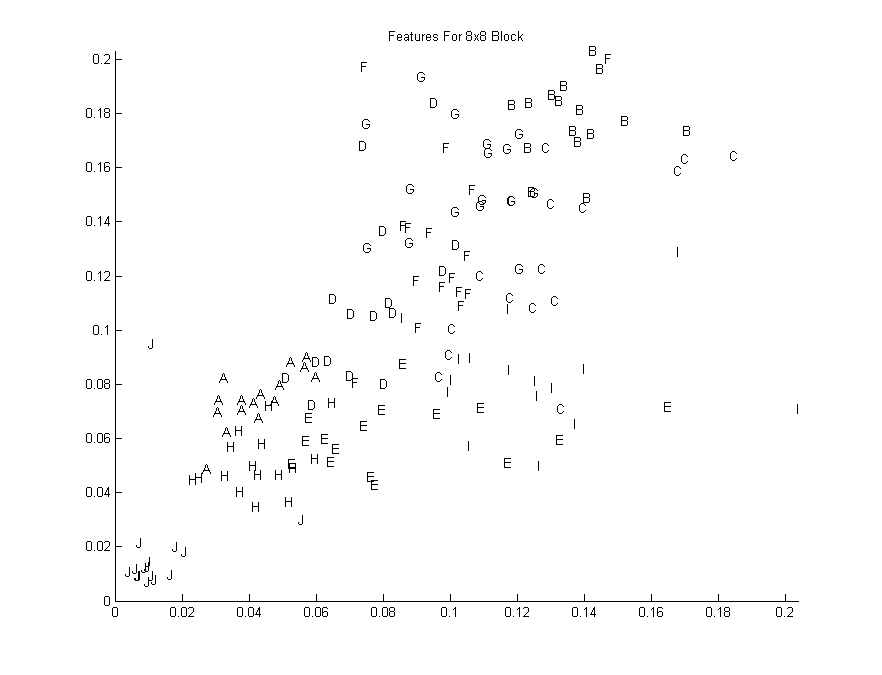 Features For 8x8 Block
0.2
0.18
0.16
0.14
0.12
0.1
0.08
0.06
0.04
0.02
0
F G B B I
D B B B B
G G B B B
D F G G G B C B B B
C C C
G F G G G B B B C C
D F F F G D
G G F
D F F D C G C I
D D D D I F F F C C C I
J F C
A A D D E C I I I I
A A A D A D F D C I I I I
A A A A A H D H E E E I C E I
A A H H E E E E I I
H H H E E H E E I E
A H H H H H E E
H H H J
J J J
J J J J J J J J J J
0 0.02 0.04 0.06 0.08 0.1 0.12 0.14 0.16 0.18 0.2